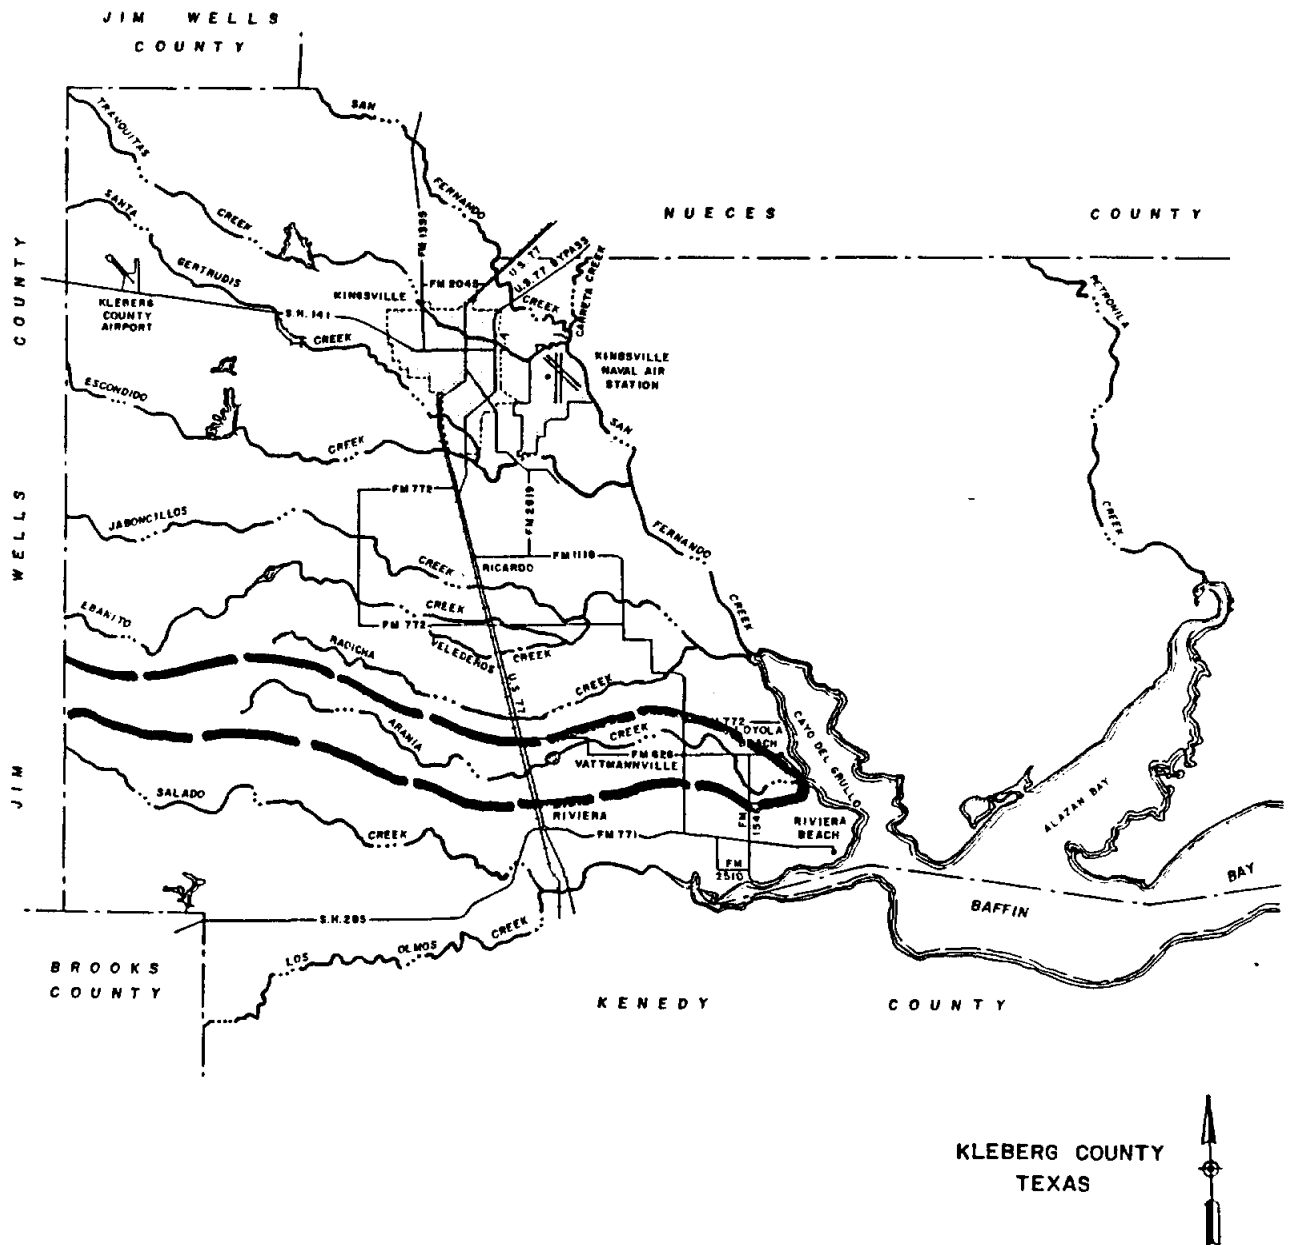 JIM WELLS
COUNTY
SAN
TRANQUITAS
FERNANDO
SANTA
CREEK
NUECES COUNTY
FM 1355
U.S. 77
U.S. 77 BYPASS
CARRETA CREEK
GERTRUDIS
FM 2045
KINGSVILLE
CREEK
PETRONILA
KLEBERG
COUNTY
AIRPORT
S.H. 141
CREEK
KINGSVILLE
NAVAL AIR
STATION
ESCONDIDO
CREEK
SAN
JIM WELLS COUNTY
FM 772
FM 2619
CREEK
JABONCILLOS
FERNANDO
FM 1118
RICARDO
CREEK
EBANITO
CREEK
FM 772
CREEK
RADICHA
VELEDEROS
CREEK
U.S. 77
CREEK
ARANIA
CREEK
772
OYOLA
BEACH
CAYO DEL GRULLO
FM 628
VATTMANNVILLE
SALADO
ALAZAN BAY
RIVIERA
FM
1546
RIVIERA
BEACH
CREEK
FM 771
FM
2510
BAFFIN BAY
S.H. 285
LOS OLMOS CREEK
BROOKS
COUNTY
KENEDY COUNTY
KLEBERG COUNTY
TEXAS